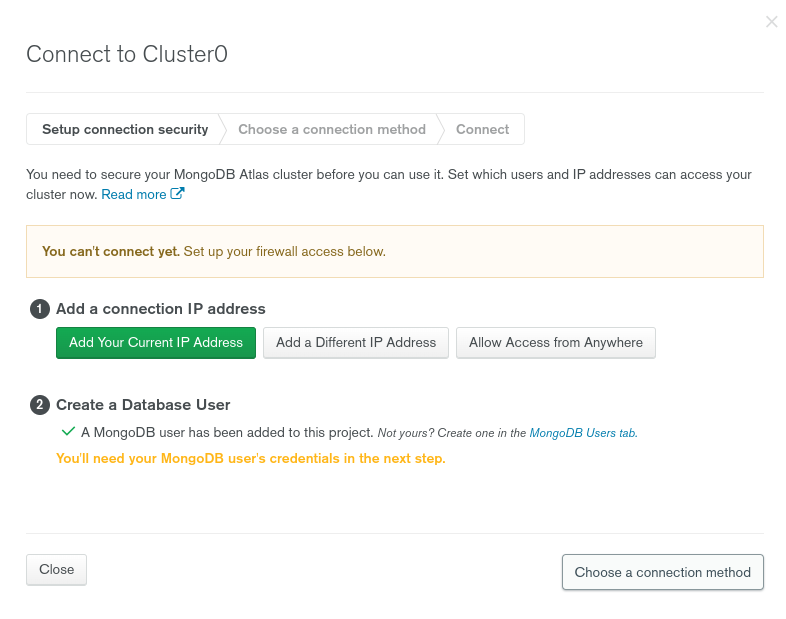 Connect to Cluster0
Setup connection security
Choose a connection method
Connect
You need to secure your MongoDB Atlas cluster before you can use it. Set which users and IP addresses can access your
cluster now. Read more
You can't connect yet. Set up your firewall access below.
1 Add a connection IP address
Add Your Current IP Address
Add a Different IP Address
Allow Access from Anywhere
2 Create a Database User
A MongoDB user has been added to this project. Not yours? Create one in the MongoDB Users tab.
You'll need your MongoDB user's credentials in the next step.
Close
Choose a connection method